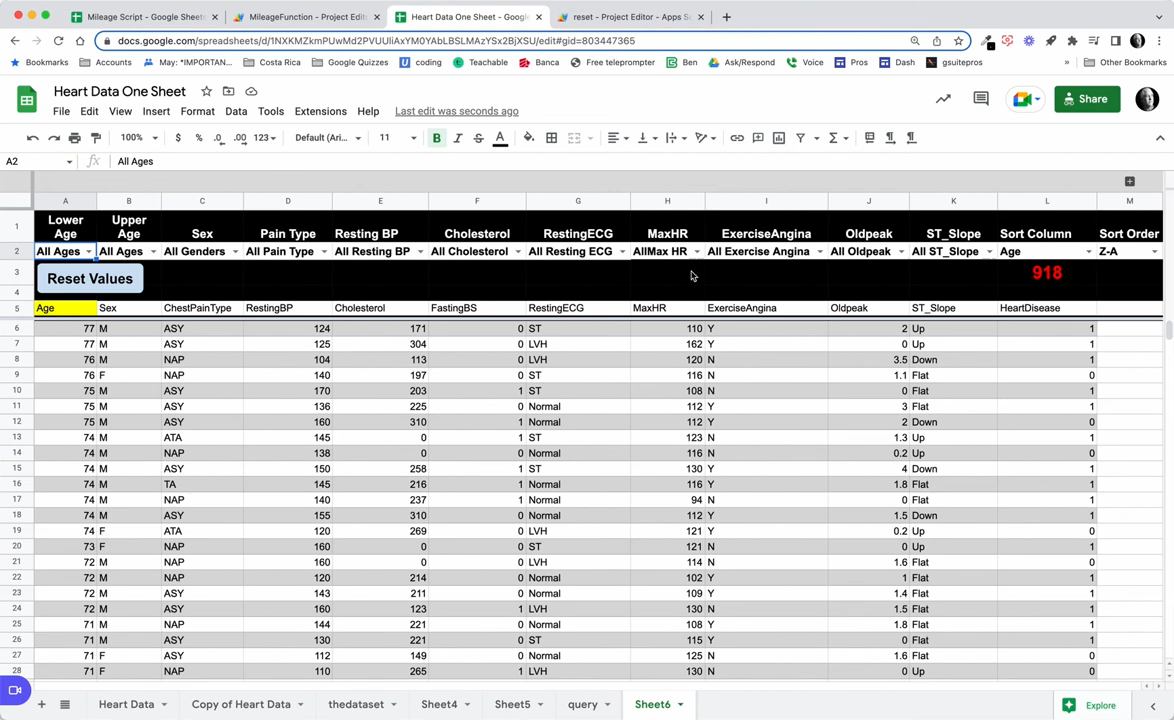 Mileage Script - Google Sheets
MileageFunction - Project Edit
Heart Data One Sheet - Google
reset - Project Editor - Apps Sc
docs.google.com/spreadsheets/d/1NXKMZkmPUwMd2PVUUliAxYM0YAbLBSLMAzYSx2BjXSU/edit#gid=803447365
Bookmarks Accounts May: *IMPORTAN... Costa Rica Google Quizzes coding Teachable Banca Free teleprompter Ben Ask/Respond Voice Pros Dash gsuitepros » Other Bookmarks
Heart Data One Sheet
File Edit View Insert Format Data Tools Extensions Help Last edit was seconds ago
Share
100% $ % .0 .00 123 Default (Ari... 11 B I S A
A2 fx All Ages
A B C D E F G H I J K L M
1 Lower Age Upper Age Sex Pain Type Resting BP Cholesterol RestingECG MaxHR ExerciseAngina Oldpeak ST_Slope Sort Column Sort Order
2 All Ages All Ages All Genders All Pain Type All Resting BP All Cholesterol All Resting ECG AllMax HR All Exercise Angina All Oldpeak All ST_Slope Age Z-A
3 Reset Values 918
4
5 Age Sex ChestPainType RestingBP Cholesterol FastingBS RestingECG MaxHR ExerciseAngina Oldpeak ST_Slope HeartDisease
6 77 M ASY 124 171 0 ST 110 Y 2 Up 1
7 77 M ASY 125 304 0 LVH 162 Y 0 Up 1
8 76 M NAP 104 113 0 LVH 120 N 3.5 Down 1
9 76 F NAP 140 197 0 ST 116 N 1.1 Flat 0
10 75 M ASY 170 203 1 ST 108 N 0 Flat 1
11 75 M ASY 136 225 0 Normal 112 Y 3 Flat 1
12 75 M ASY 160 310 1 Normal 112 Y 2 Down 0
13 74 M ATA 145 0 1 ST 123 N 1.3 Up 1
14 74 M NAP 138 0 0 Normal 116 N 0.2 Up 0
15 74 M ASY 150 258 1 ST 130 Y 4 Down 1
16 74 M TA 145 216 1 Normal 116 Y 1.8 Flat 1
17 74 M NAP 140 237 1 Normal 94 N 0 Flat 1
18 74 M ASY 155 310 0 Normal 112 Y 1.5 Down 1
19 74 F ATA 120 269 0 LVH 121 Y 0.2 Up 0
20 73 F NAP 160 0 0 ST 121 N 0 Up 1
21 72 M NAP 160 0 0 LVH 114 N 1.6 Flat 0
22 72 M NAP 120 214 0 Normal 102 Y 1 Flat 1
23 72 M ASY 143 211 0 Normal 109 Y 1.4 Flat 1
24 72 M ASY 160 123 1 LVH 130 N 1.5 Flat 1
25 71 M NAP 144 221 0 Normal 108 Y 1.8 Flat 1
26 71 M ASY 130 221 0 ST 115 Y 0 Flat 1
27 71 F ASY 112 149 0 Normal 125 N 1.6 Flat 0
28 71 F NAP 110 265 1 LVH 130 N 0 Up 1
Heart Data Copy of Heart Data thedataset Sheet4 Sheet5 query Sheet6 Explore